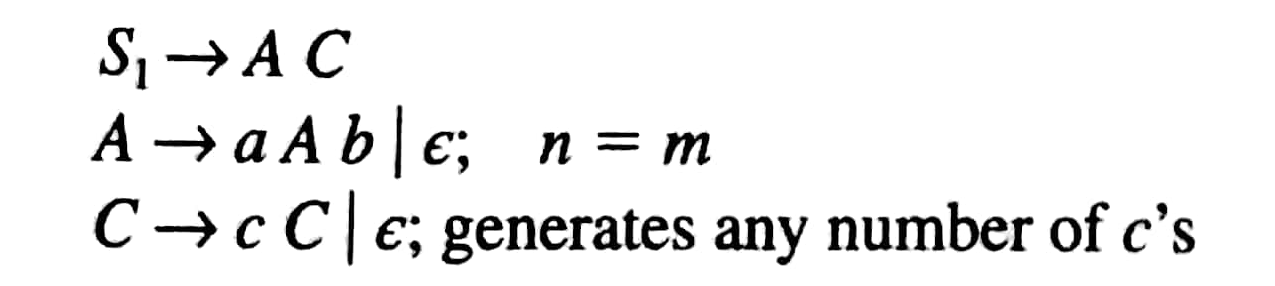 S₁ → A C
A → a A b | ϵ; n = m
C → c C | ϵ; generates any number of c’s